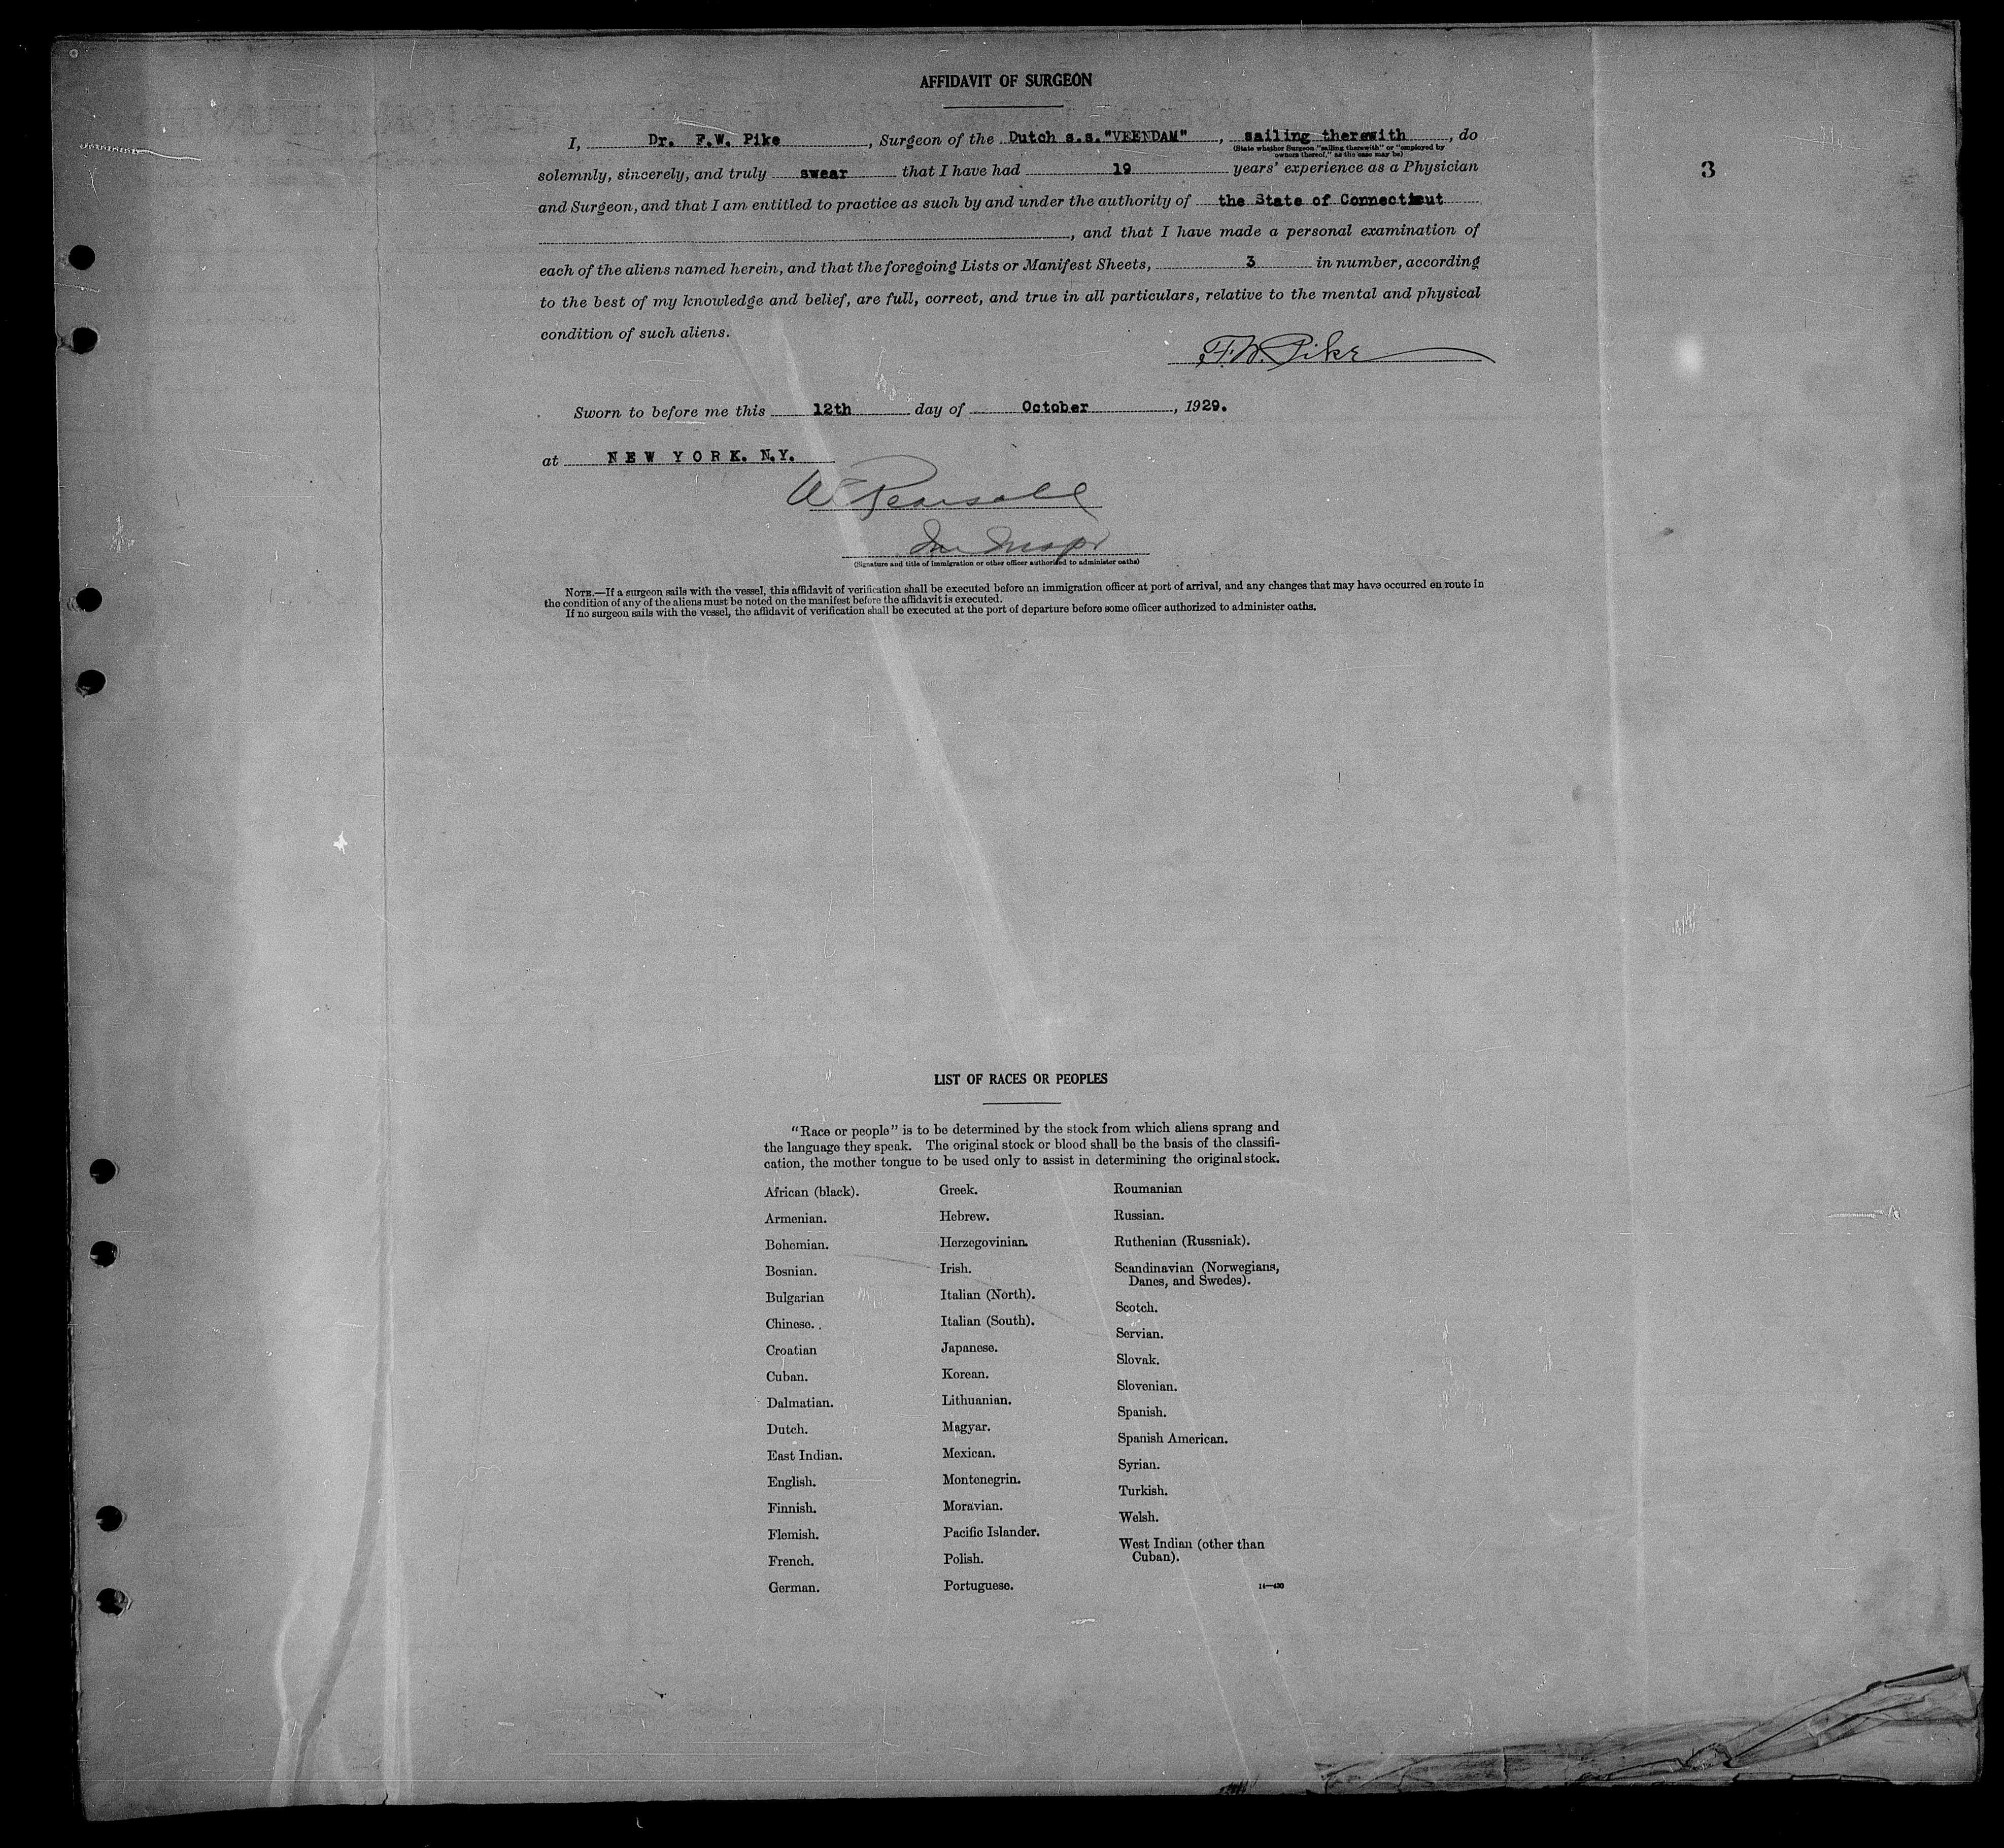 AFFIDAVIT OF SURGEON
3
I, Dr. F.W. Pike, Surgeon of the Dutch s.s."VEENDAM", sailing therewith, do
(State whether Surgeon "sailing therewith" or "employed by
owners thereof," as the case may be)
solemnly, sincerely, and truly swear that I have had 19 years' experience as a Physician
and Surgeon, and that I am entitled to practice as such by and under the authority of the State of Connecticut
, and that I have made a personal examination of
each of the aliens named herein, and that the foregoing Lists or Manifest Sheets, 3 in number, according
to the best of my knowledge and belief, are full, correct, and true in all particulars, relative to the mental and physical
condition of such aliens.
F.W. Pike
Sworn to before me this 12th day of October, 1929.
at NEW YORK. N.Y.
W Pearsall
(Signature and title of immigration or other officer authorized to administer oaths)
NOTE.—If a surgeon sails with the vessel, this affidavit of verification shall be executed before an immigration officer at port of arrival, and any changes that may have occurred en route in
the condition of any of the aliens must be noted on the manifest before the affidavit is executed.
If no surgeon sails with the vessel, the affidavit of verification shall be executed at the port of departure before some officer authorized to administer oaths.
LIST OF RACES OR PEOPLES
"Race or people" is to be determined by the stock from which aliens sprang and
the language they speak. The original stock or blood shall be the basis of the classifi-
cation, the mother tongue to be used only to assist in determining the original stock.
African (black).
Armenian.
Bohemian.
Bosnian.
Bulgarian
Chinese.
Croatian
Cuban.
Dalmatian.
Dutch.
East Indian.
English.
Finnish.
Flemish.
French.
German.
Greek.
Hebrew.
Herzegovinian.
Irish.
Italian (North).
Italian (South).
Japanese.
Korean.
Lithuanian.
Magyar.
Mexican.
Montenegrin.
Moravian.
Pacific Islander.
Polish.
Portuguese.
Roumanian
Russian.
Ruthenian (Russniak).
Scandinavian (Norwegians,
Danes, and Swedes).
Scotch.
Servian.
Slovak.
Slovenian.
Spanish.
Spanish American.
Syrian.
Turkish.
Welsh.
West Indian (other than
Cuban).